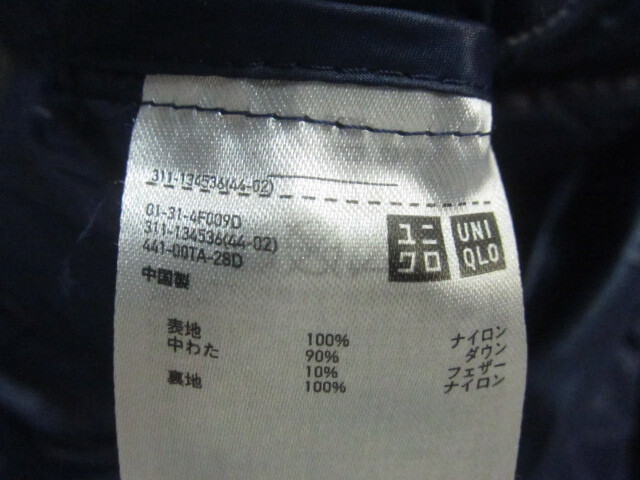 311-134536(44-02)
01-31-4F009D
311-134536(44-02)
441-00TA-28D
中国製
ユニ
クロ
UNI
QLO
表地 100% ナイロン
中わた 90% ダウン
10% フェザー
裏地 100% ナイロン